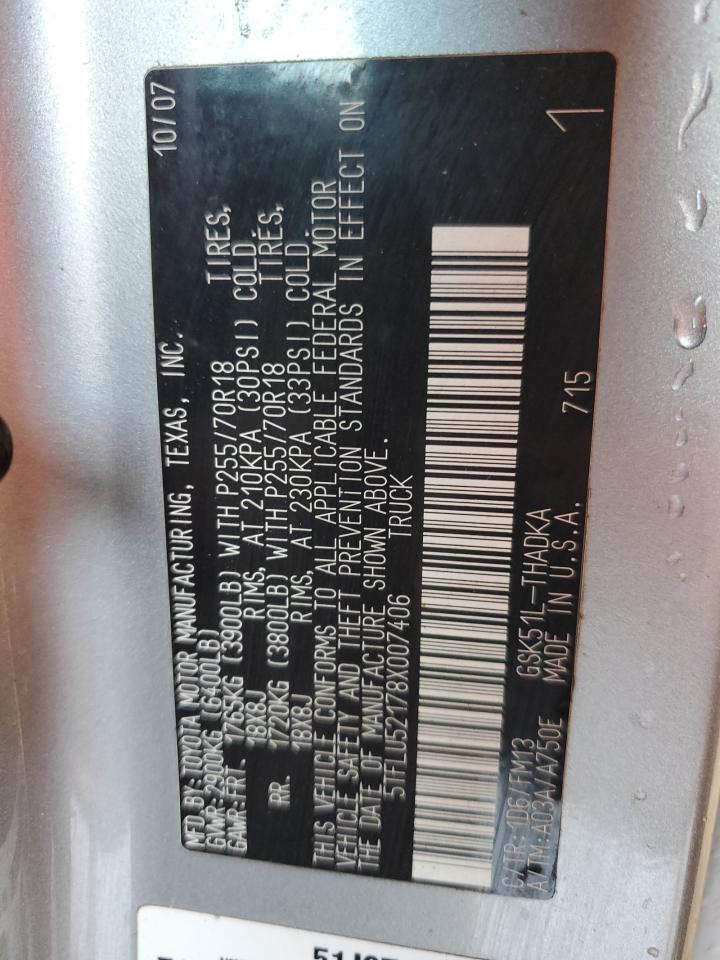 MFD BY: TOYOTA MOTOR MANUFACTURING, TEXAS, INC. 10/07
GVWR: 2900KG (6400LB)
GAWR: FRT. 1765KG (3900LB) WITH P255/70R18 TIRES,
18X8J RIMS, AT 210KPA (30PSI) COLD.
RR. 1720KG (3800LB) WITH P255/70R18 TIRES,
18X8J RIMS, AT 230KPA (33PSI) COLD.
THIS VEHICLE CONFORMS TO ALL APPLICABLE FEDERAL MOTOR
VEHICLE SAFETY AND THEFT PREVENTION STANDARDS IN EFFECT ON
THE DATE OF MANUFACTURE SHOWN ABOVE.
TRUCK
C/TR: 1D6/FM13 GSK51L-THADKA
A/TM: A03A/A750E MADE IN U.S.A. 715 1